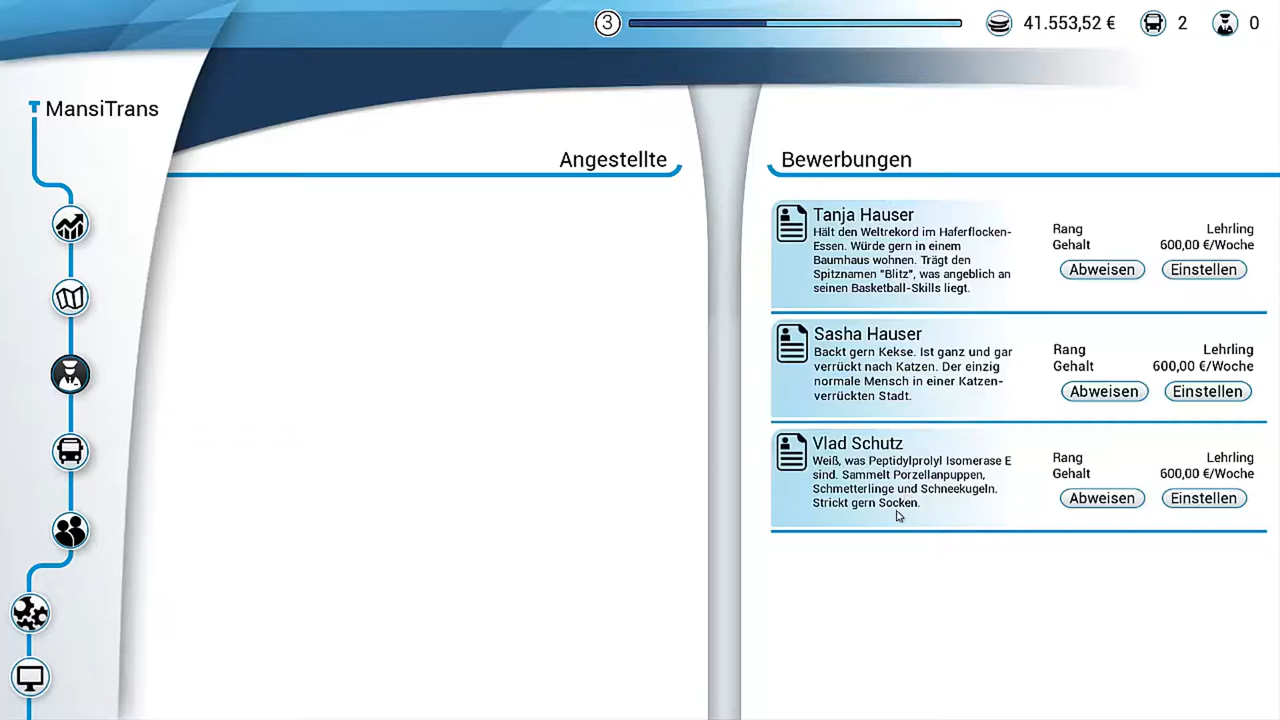 3
41.553,52 €
2
0
MansiTrans
Angestellte
Bewerbungen
Tanja Hauser
Hält den Weltrekord im Haferflocken-
Essen. Würde gern in einem
Baumhaus wohnen. Trägt den
Spitznamen "Blitz", was angeblich an
seinen Basketball-Skills liegt.
Rang Lehrling
Gehalt 600,00 €/Woche
Abweisen Einstellen
Sasha Hauser
Backt gern Kekse. Ist ganz und gar
verrückt nach Katzen. Der einzig
normale Mensch in einer Katzen-
verrückten Stadt.
Rang Lehrling
Gehalt 600,00 €/Woche
Abweisen Einstellen
Vlad Schutz
Weiß, was Peptidylprolyl Isomerase E
sind. Sammelt Porzellanpuppen,
Schmetterlinge und Schneekugeln.
Strickt gern Socken.
Rang Lehrling
Gehalt 600,00 €/Woche
Abweisen Einstellen